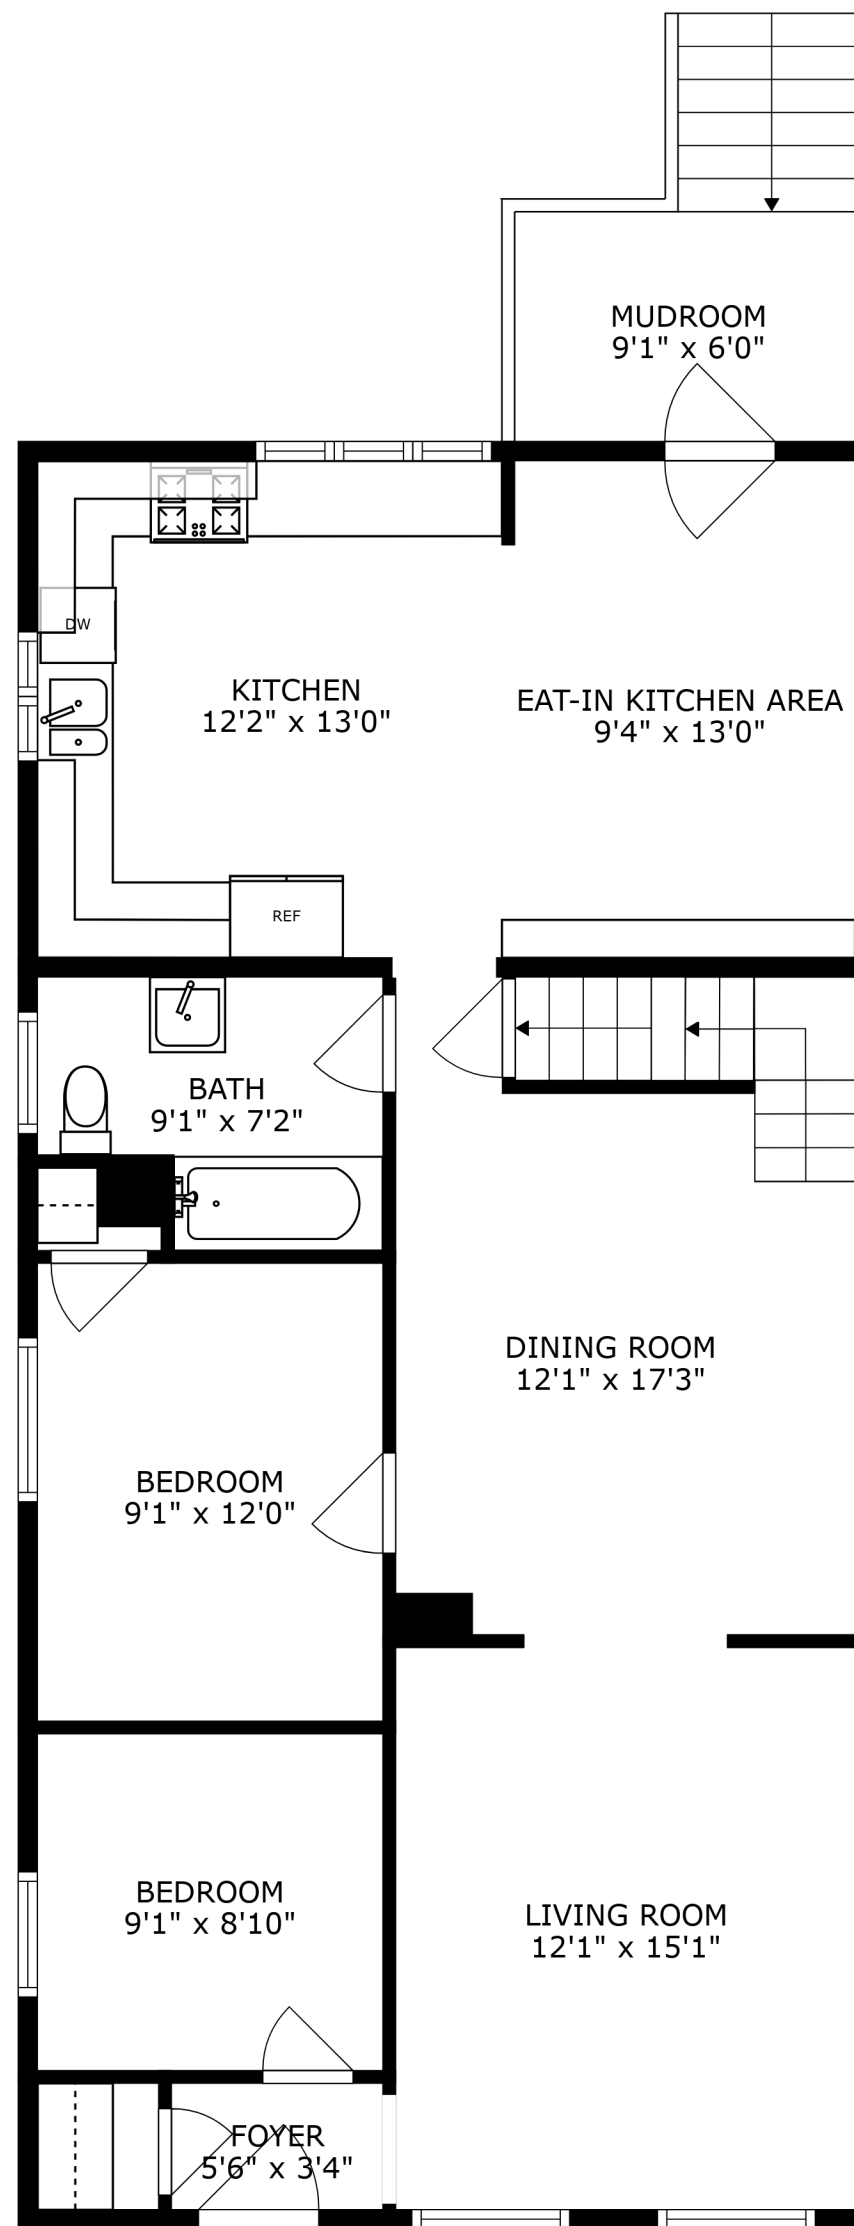 MUDROOM
9'1" x 6'0"
DW
KITCHEN
12'2" x 13'0"
EAT-IN KITCHEN AREA
9'4" x 13'0"
REF
BATH
9'1" x 7'2"
DINING ROOM
12'1" x 17'3"
BEDROOM
9'1" x 12'0"
BEDROOM
9'1" x 8'10"
LIVING ROOM
12'1" x 15'1"
FOYER
5'6" x 3'4"